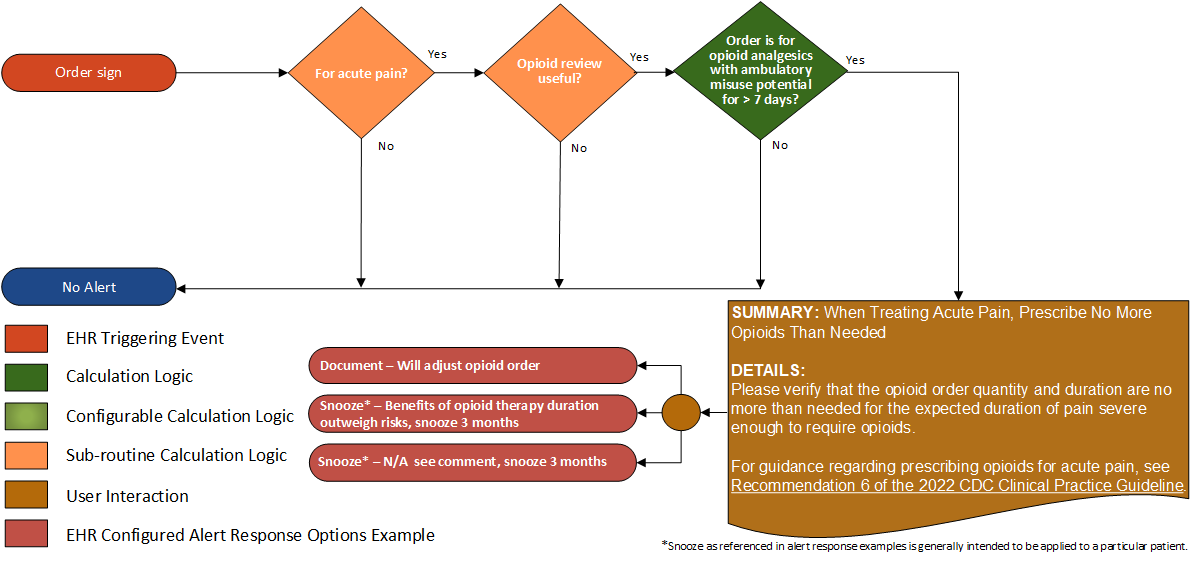 Order sign
For acute pain?
Yes
No
Opioid review
useful?
Yes
No
Order is for
opioid analgesics
with ambulatory
misuse potential
for > 7 days?
Yes
No
No Alert
EHR Triggering Event
Calculation Logic
Configurable Calculation Logic
Sub-routine Calculation Logic
User Interaction
EHR Configured Alert Response Options Example
Document – Will adjust opioid order
Snooze* – Benefits of opioid therapy duration
outweigh risks, snooze 3 months
Snooze* – N/A see comment, snooze 3 months
SUMMARY: When Treating Acute Pain, Prescribe No More
Opioids Than Needed
DETAILS:
Please verify that the opioid order quantity and duration are no
more than needed for the expected duration of pain severe
enough to require opioids.
For guidance regarding prescribing opioids for acute pain, see
Recommendation 6 of the 2022 CDC Clinical Practice Guideline.
*Snooze as referenced in alert response examples is generally intended to be applied to a particular patient.